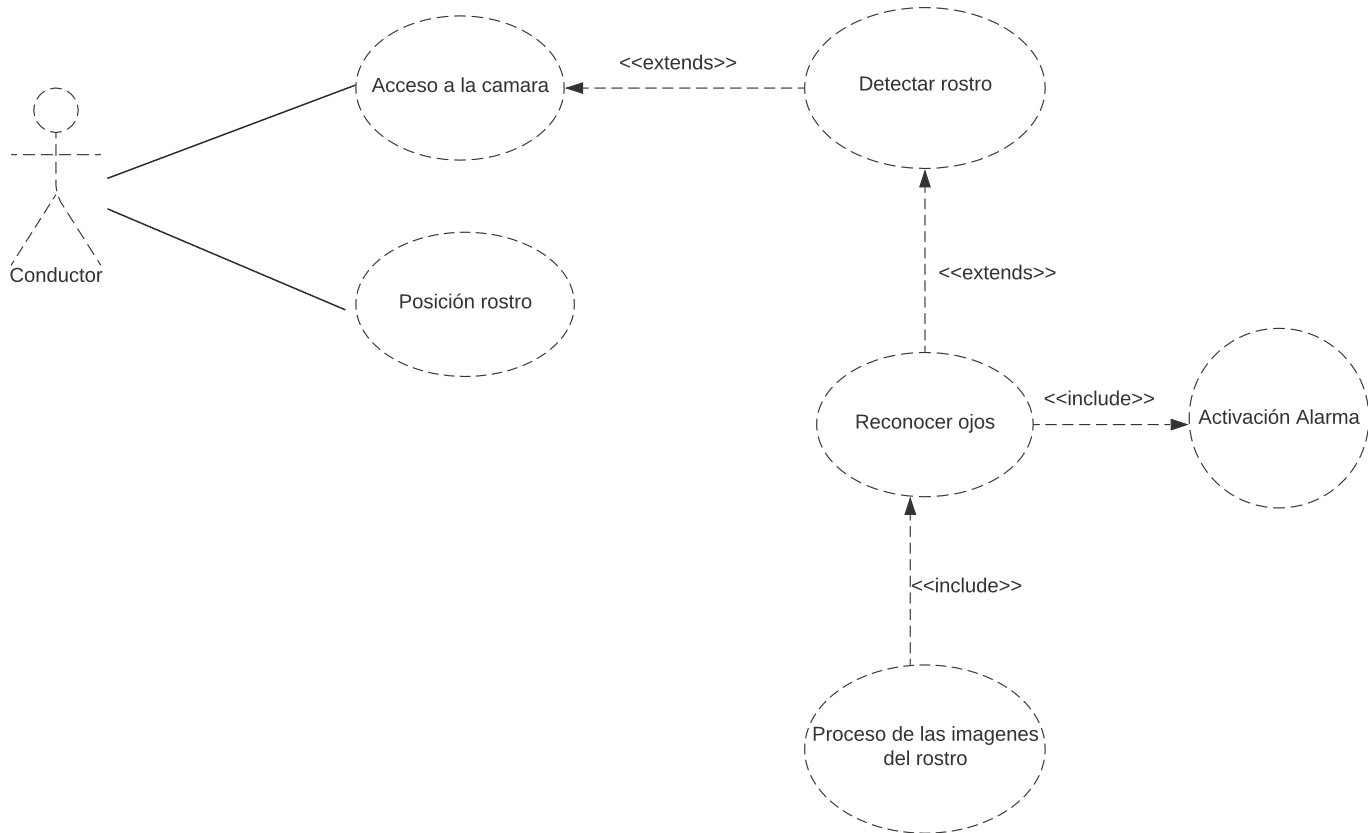 Acceso a la camara
<<extends>>
Detectar rostro
Conductor
Posición rostro
<<extends>>
Reconocer ojos
<<include>>
Activación Alarma
<<include>>
Proceso de las imagenes
del rostro